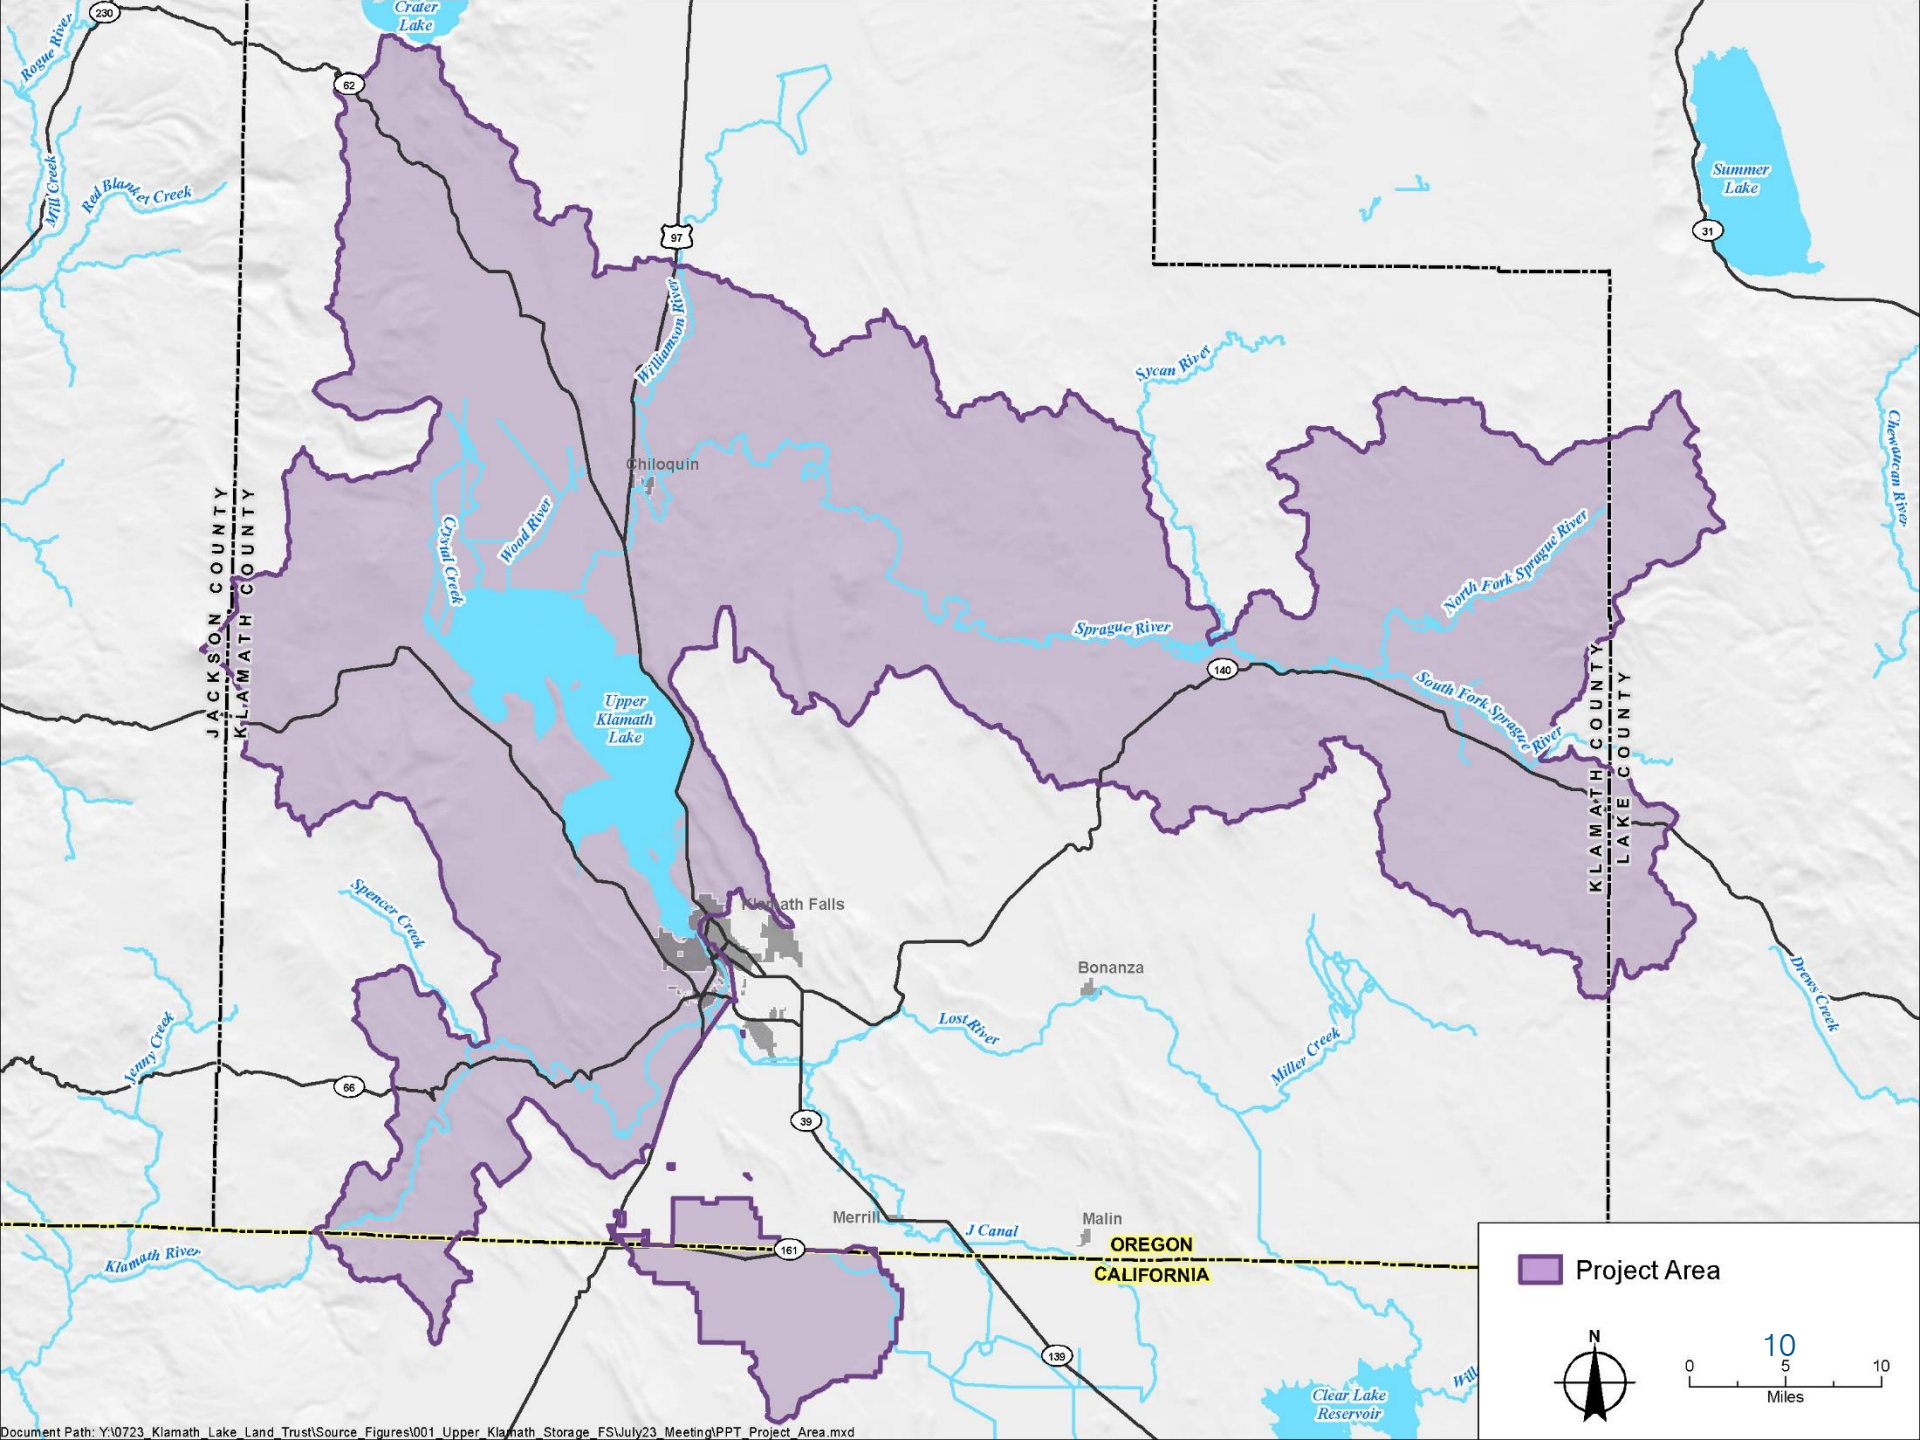 230
Crater
Lake
Rogue River
62
Mill Creek
Red Blanket Creek
Summer
Lake
97
31
Williamson River
Sycan River
Chewaucan River
Chiloquin
JACKSON COUNTY
KLAMATH COUNTY
Crystal Creek
Wood River
North Fork Sprague River
Sprague River
140
South Fork Sprague
River
Upper
Klamath
Lake
KLAMATH COUNTY
LAKE COUNTY
Spencer Creek
Klamath Falls
Bonanza
Lost River
Drews Creek
Jenny Creek
Miller Creek
66
39
Merrill
J Canal
Malin
161
OREGON
CALIFORNIA
Klamath River
Project Area
139
Clear Lake
Reservoir
N
10
0 5 10
Miles
Document Path: Y:\0723_Klamath_Lake_Land_Trust\Source_Figures\001_Upper_Klamath_Storage_FS\July23_Meeting\PPT_Project_Area.mxd